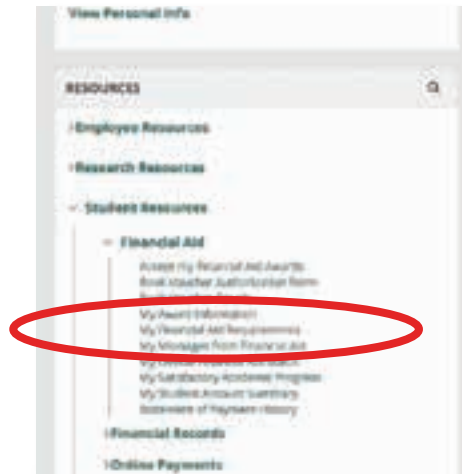 View Personal Info
RESOURCES
Employee Resources
Research Resources
Student Resources
Financial Aid
Accept my Financial Aid Awards
Book Voucher Authorization Form
My Award Information
My Financial Aid Requirements
My Messages from Financial Aid
My Satisfactory Academic Progress
My Student Account Summary
Statement of Payment History
Financial Records
Online Payments